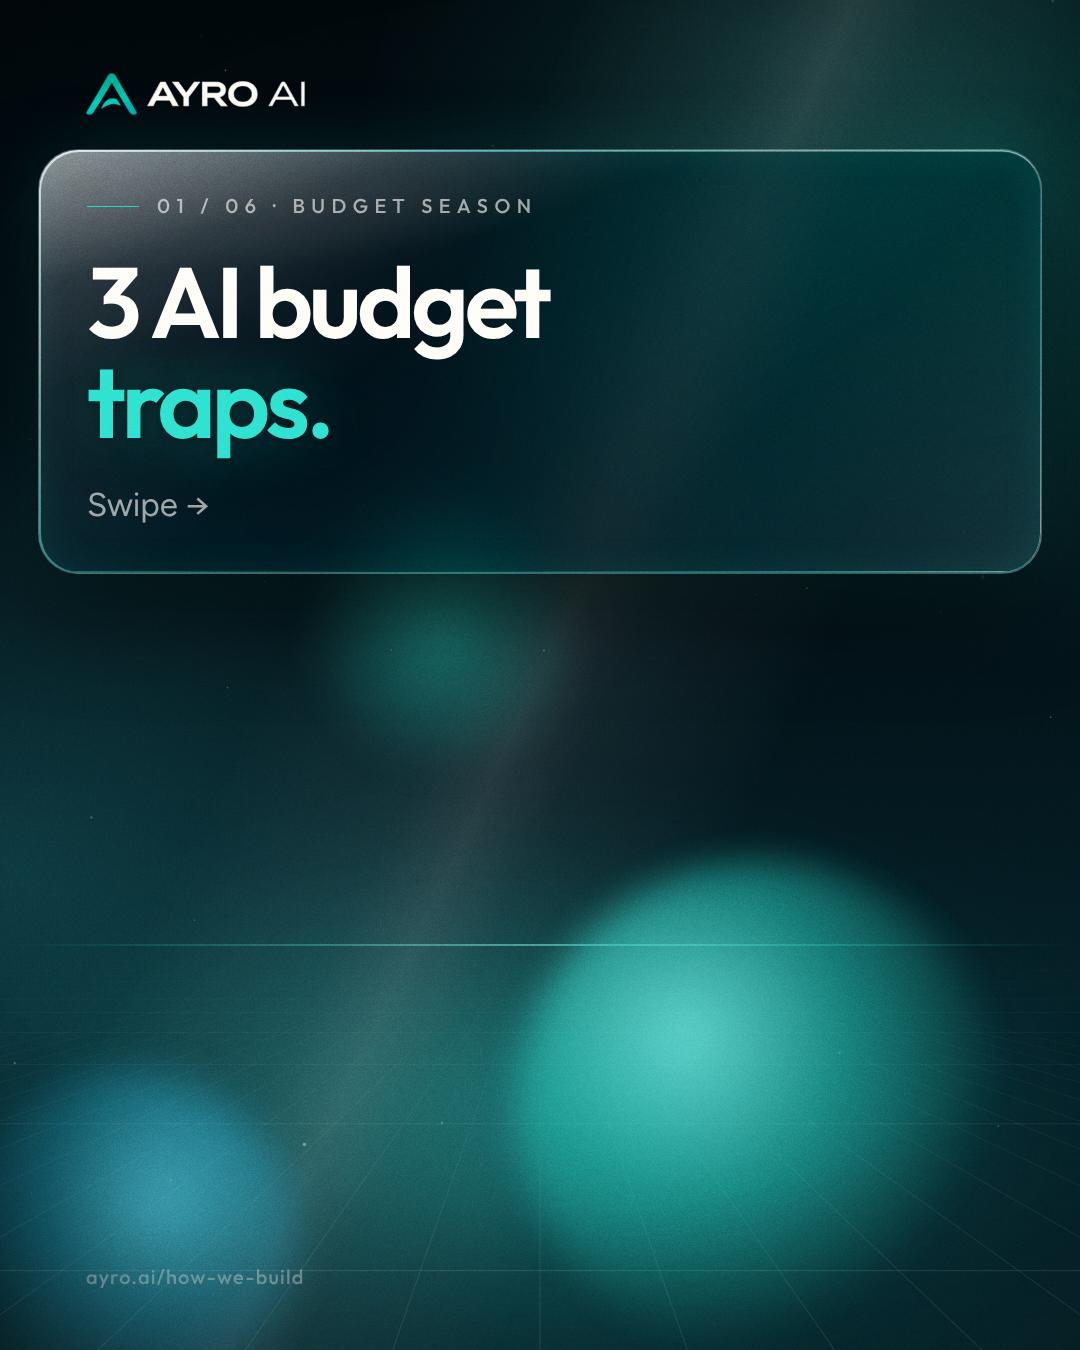 AYRO AI
01 / 06 · BUDGET SEASON
3 AI budget
traps.
Swipe →
ayro.ai/how-we-build